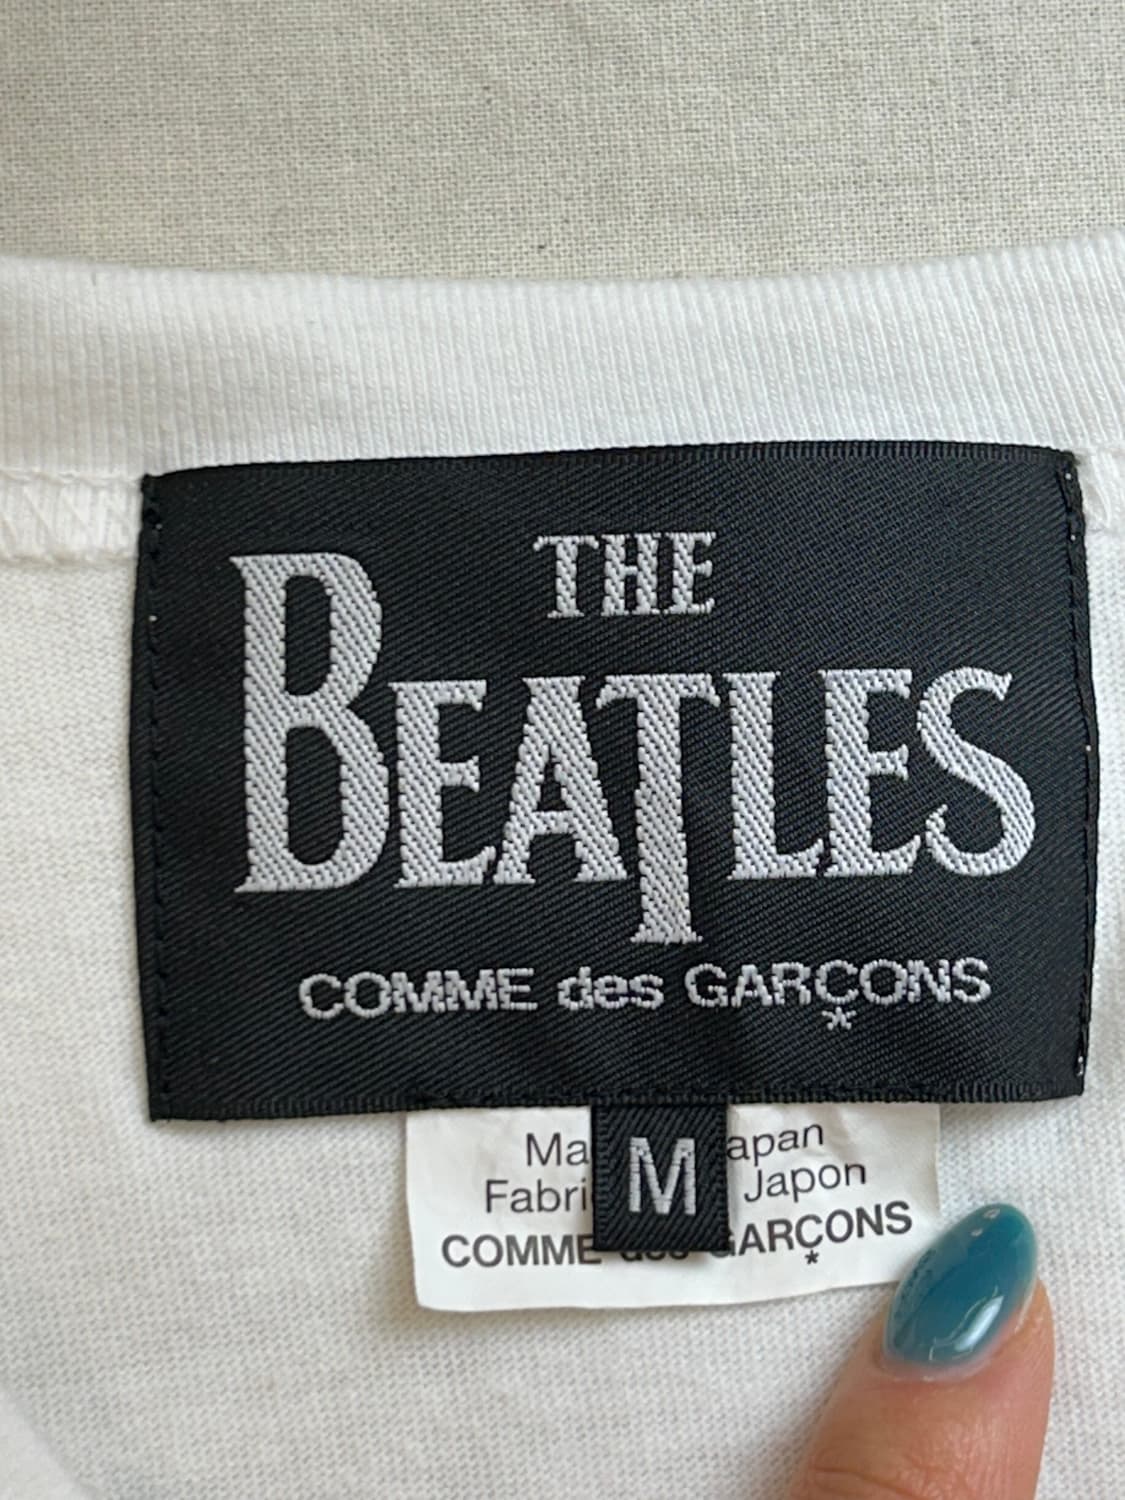 THE
BEATLES
COMME des GARÇONS
*
M
Ma apan
Fabri Japon
COMME des GARÇONS
*